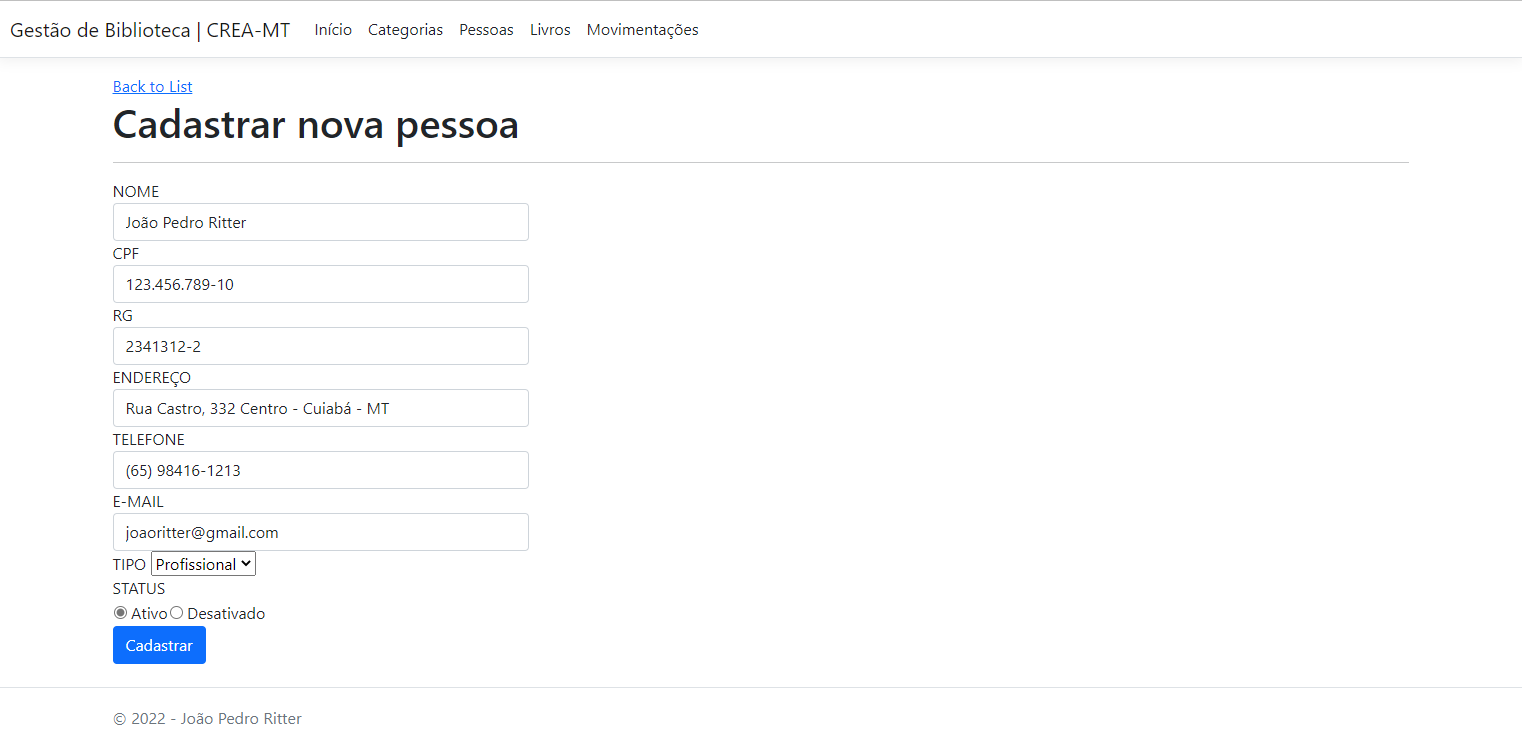 Gestão de Biblioteca | CREA-MT Início Categorias Pessoas Livros Movimentações
Back to List
Cadastrar nova pessoa
NOME
João Pedro Ritter
CPF
123.456.789-10
RG
2341312-2
ENDEREÇO
Rua Castro, 332 Centro - Cuiabá - MT
TELEFONE
(65) 98416-1213
E-MAIL
joaoritter@gmail.com
TIPO Profissional
STATUS
Ativo Desativado
Cadastrar
© 2022 - João Pedro Ritter